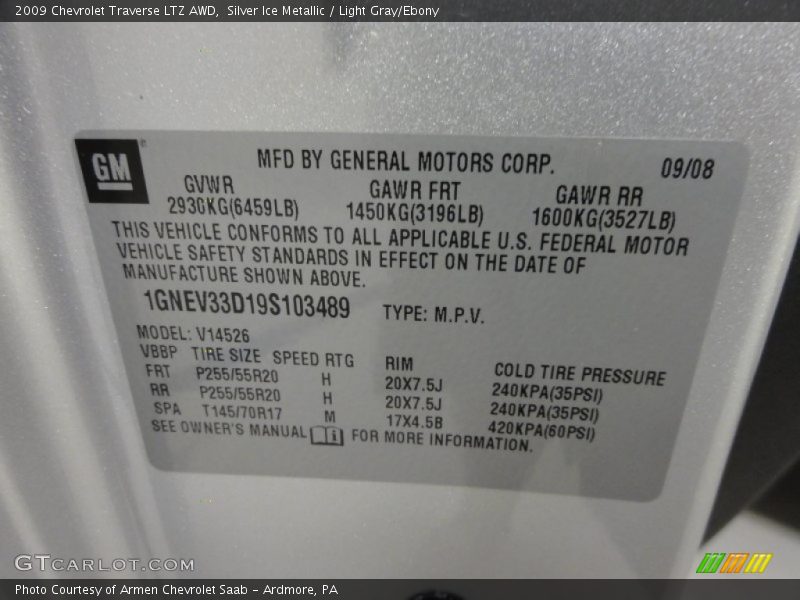 2009 Chevrolet Traverse LTZ AWD,  Silver Ice Metallic / Light Gray/Ebony
GM
MFD BY GENERAL MOTORS CORP. 09/08
GVWR GAWR FRT GAWR RR
2930KG(6459LB) 1450KG(3196LB) 1600KG(3527LB)
THIS VEHICLE CONFORMS TO ALL APPLICABLE U.S. FEDERAL MOTOR
VEHICLE SAFETY STANDARDS IN EFFECT ON THE DATE OF
MANUFACTURE SHOWN ABOVE.
1GNEV33D19S103489 TYPE: M.P.V.
MODEL: V14526
VBBP TIRE SIZE SPEED RTG RIM COLD TIRE PRESSURE
FRT P255/55R20 H 20X7.5J 240KPA(35PSI)
RR P255/55R20 H 20X7.5J 240KPA(35PSI)
SPA T145/70R17 M 17X4.5B 420KPA(60PSI)
SEE OWNER'S MANUAL FOR MORE INFORMATION.
GTCARLOT.COM
Photo Courtesy of Armen Chevrolet Saab - Ardmore, PA